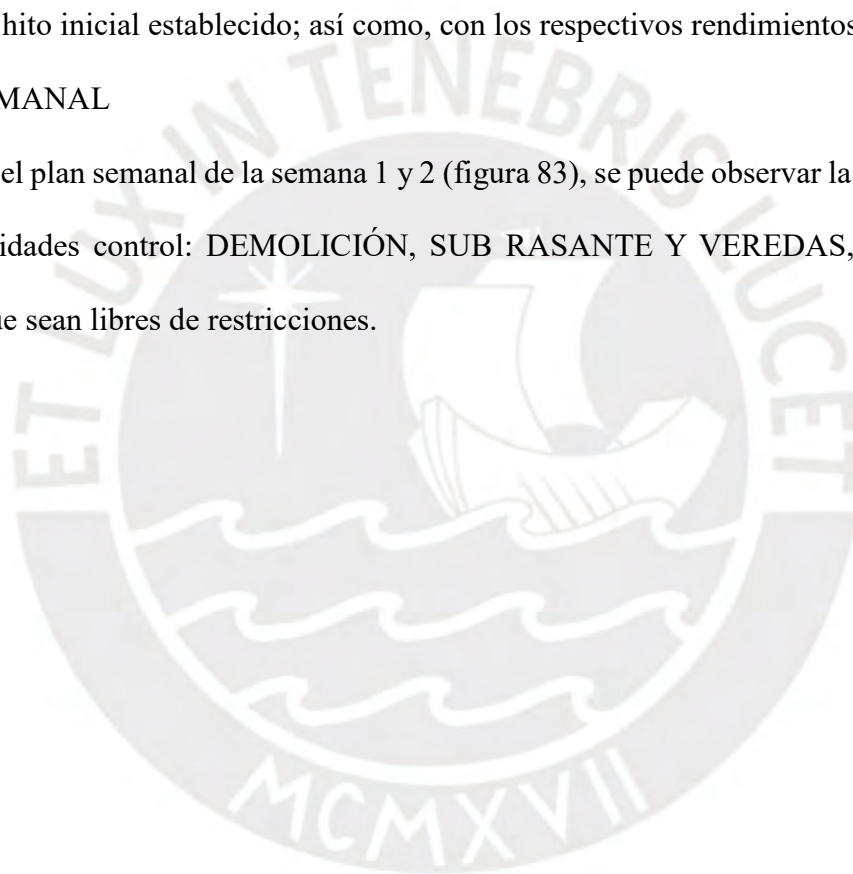 hito inicial establecido; así como, con los respectivos rendimientos
MANAL
el plan semanal de la semana 1 y 2 (figura 83), se puede observar la
idades control: DEMOLICIÓN, SUB RASANTE Y VEREDAS,
ue sean libres de restricciones.
ET LUX IN TENEBRIS LUCET
MCMXVII